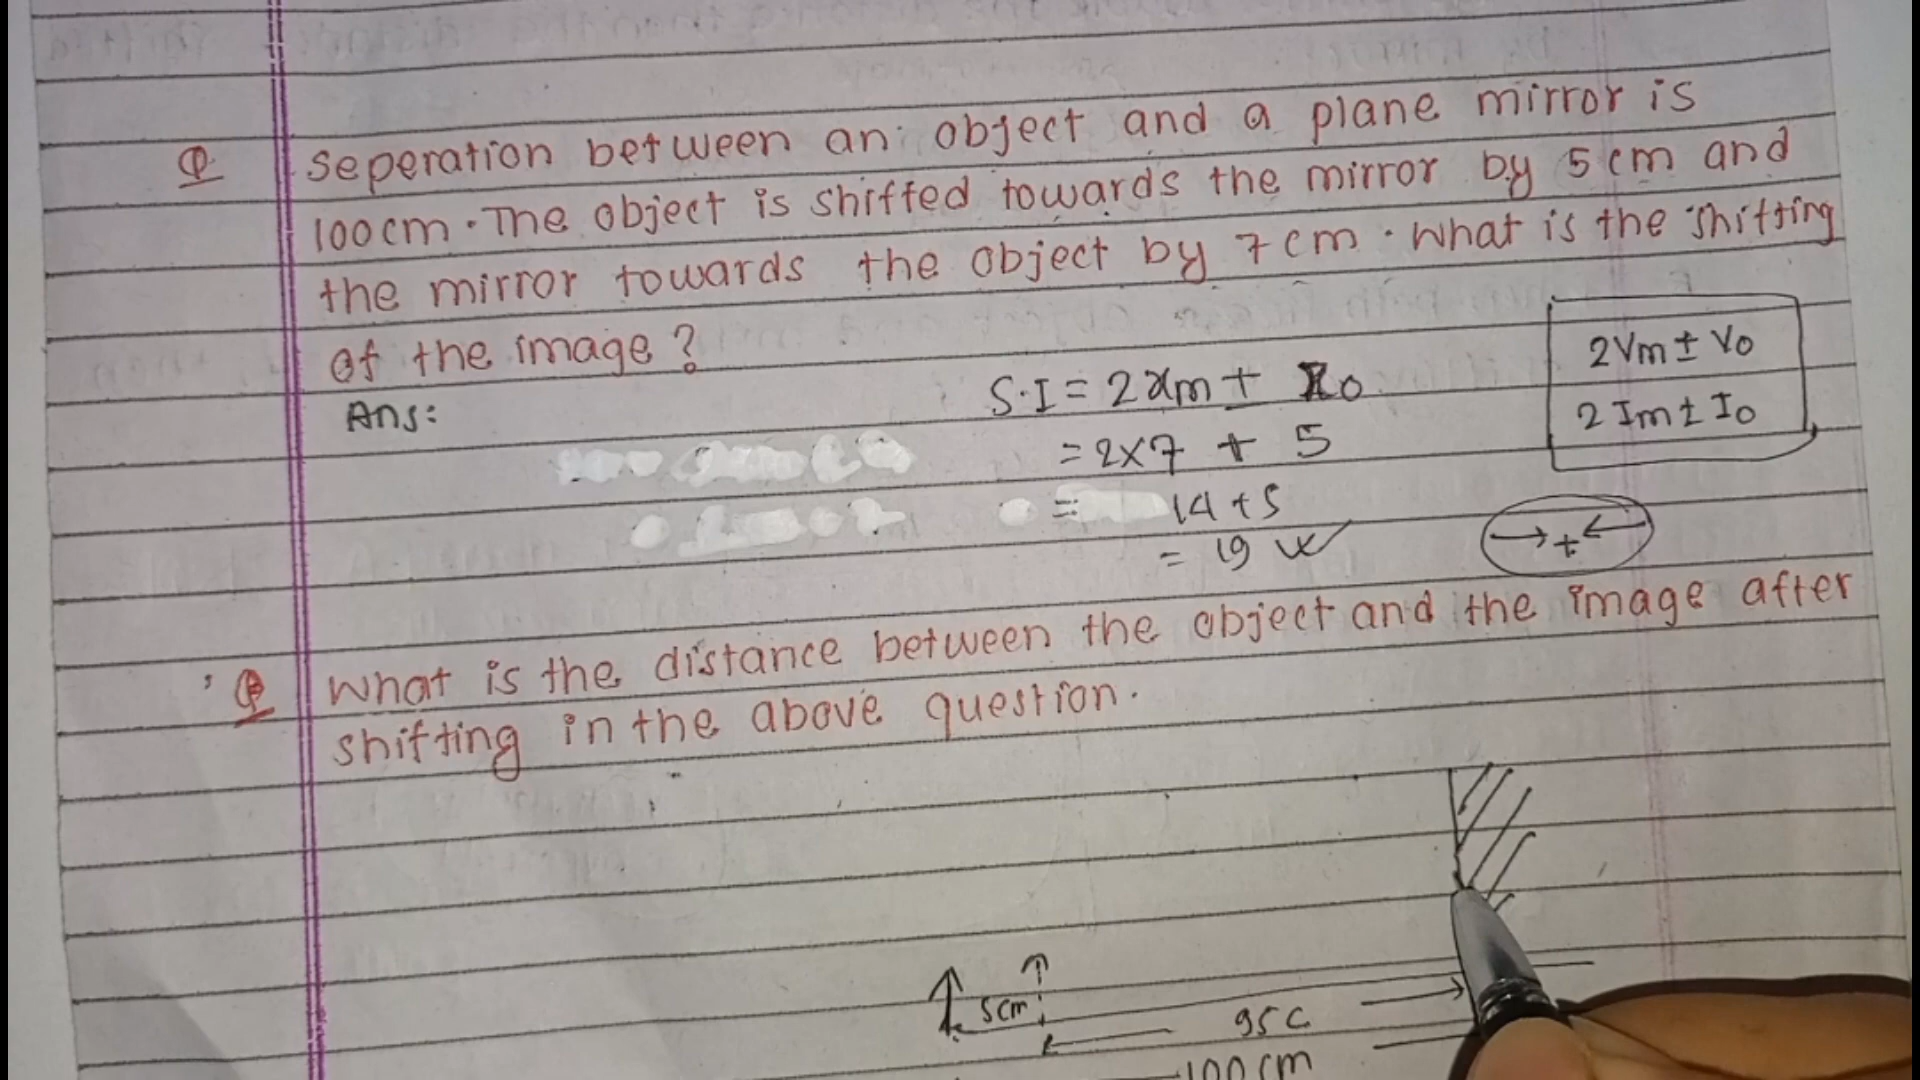 Q seperation between an object and a plane mirror is
100cm. The object is shiffed towards the mirror by 5cm and
the mirror towards the object by 7cm. what is the shifting
of the image?
Ans:
S.I = 2xm + xo
= 2x7 + 5
= 14 + 5
= 19
2Vm ± Vo
2Im ± Io
→ + ←
Q What is the distance between the object and the image after
shifting in the above question.
5cm
95c
100cm